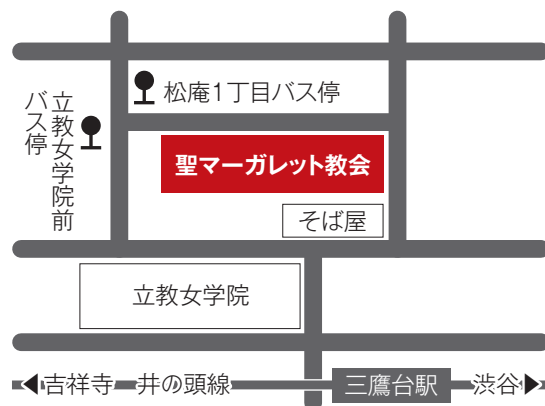 松庵1丁目バス停
立教女学院前
バス停
聖マーガレット教会
そば屋
立教女学院
◀吉祥寺 井の頭線 三鷹台駅 渋谷▶